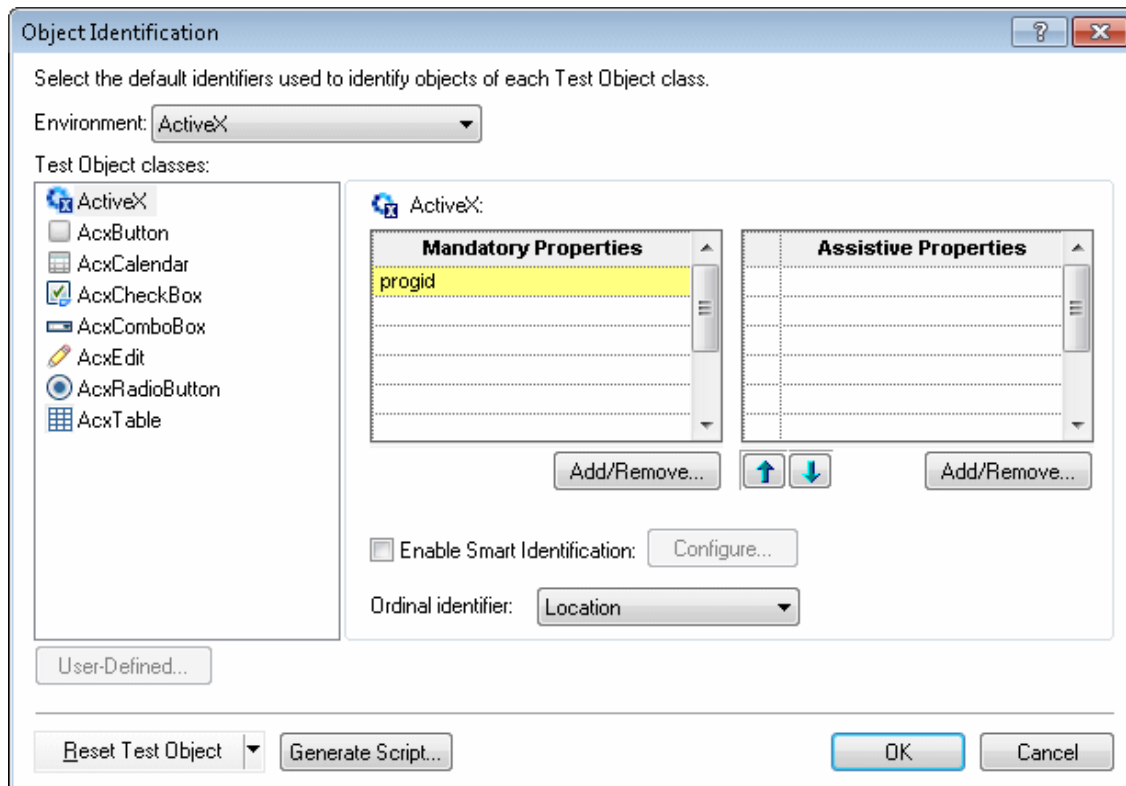 Object Identification
Select the default identifiers used to identify objects of each Test Object class.
Environment: ActiveX
Test Object classes:
ActiveX
AcxButton
AcxCalendar
AcxCheckBox
AcxComboBox
AcxEdit
AcxRadioButton
AcxTable
ActiveX:
Mandatory Properties
progid
Add/Remove...
Assistive Properties
Add/Remove...
Enable Smart Identification: Configure...
Ordinal identifier: Location
User-Defined...
Reset Test Object Generate Script... OK Cancel